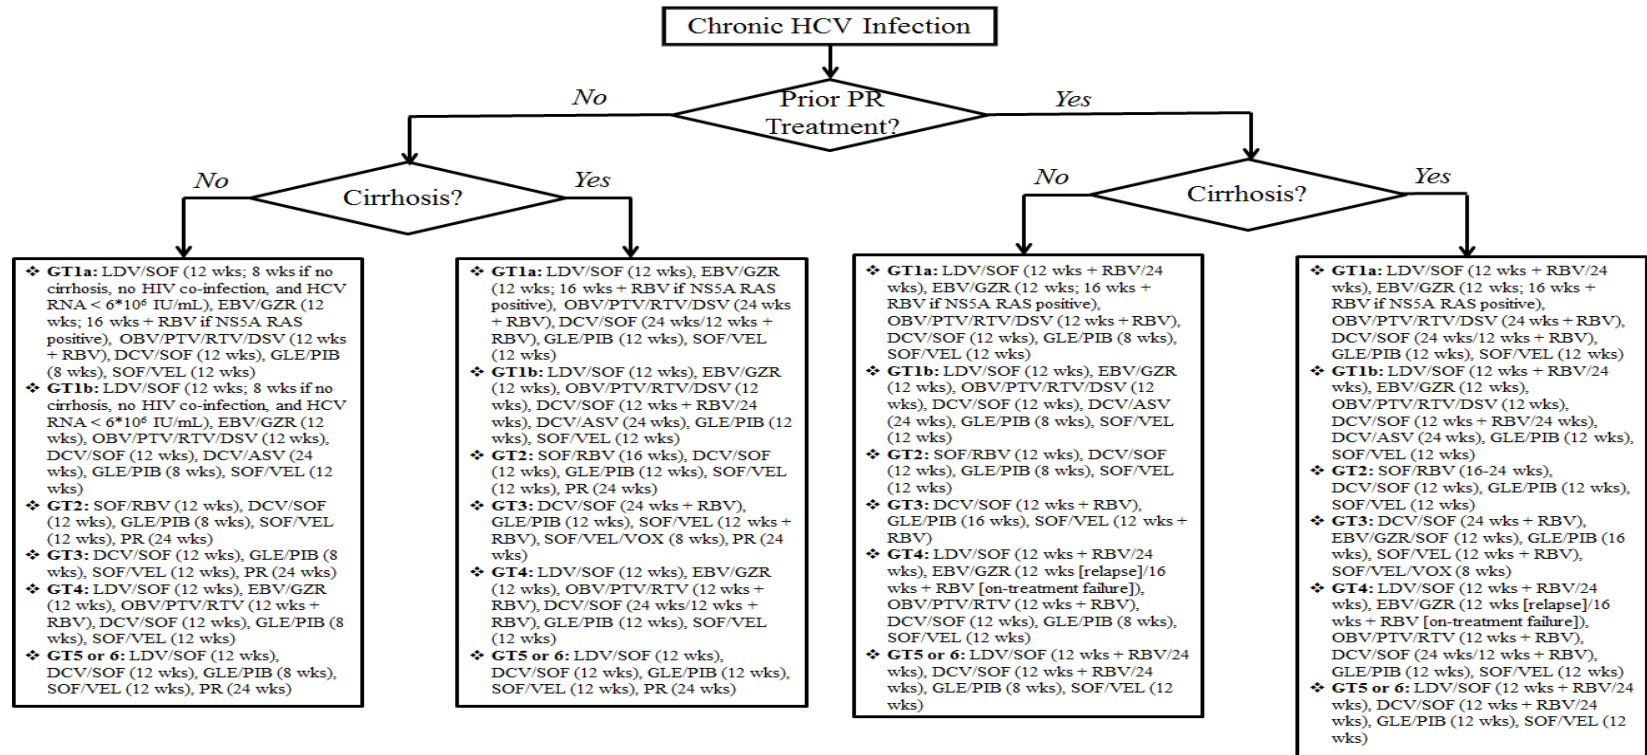 Chronic HCV Infection
Prior PR
Treatment?
No
Yes
Cirrhosis?
No
Yes
Cirrhosis?
No
Yes
❖ GT1a: LDV/SOF (12 wks; 8 wks if no
cirrhosis, no HIV co-infection, and HCV
RNA < 6*10⁶ IU/mL), EBV/GZR (12
wks; 16 wks + RBV if NS5A RAS
positive), OBV/PTV/RTV/DSV (12 wks
+ RBV), DCV/SOF (12 wks), GLE/PIB
(8 wks), SOF/VEL (12 wks)
❖ GT1b: LDV/SOF (12 wks; 8 wks if no
cirrhosis, no HIV co-infection, and HCV
RNA < 6*10⁶ IU/mL), EBV/GZR (12
wks), OBV/PTV/RTV/DSV (12 wks),
DCV/SOF (12 wks), DCV/ASV (24
wks), GLE/PIB (8 wks), SOF/VEL (12
wks)
❖ GT2: SOF/RBV (12 wks), DCV/SOF
(12 wks), GLE/PIB (8 wks), SOF/VEL
(12 wks), PR (24 wks)
❖ GT3: DCV/SOF (12 wks), GLE/PIB (8
wks), SOF/VEL (12 wks), PR (24 wks)
❖ GT4: LDV/SOF (12 wks), EBV/GZR
(12 wks), OBV/PTV/RTV (12 wks +
RBV), DCV/SOF (12 wks), GLE/PIB (8
wks), SOF/VEL (12 wks)
❖ GT5 or 6: LDV/SOF (12 wks),
DCV/SOF (12 wks), GLE/PIB (8 wks),
SOF/VEL (12 wks), PR (24 wks)
❖ GT1a: LDV/SOF (12 wks), EBV/GZR
(12 wks; 16 wks + RBV if NS5A RAS
positive), OBV/PTV/RTV/DSV (24 wks
+ RBV), DCV/SOF (24 wks/12 wks +
RBV), GLE/PIB (12 wks), SOF/VEL
(12 wks)
❖ GT1b: LDV/SOF (12 wks), EBV/GZR
(12 wks), OBV/PTV/RTV/DSV (12
wks), DCV/SOF (12 wks + RBV/24
wks), DCV/ASV (24 wks), GLE/PIB (12
wks), SOF/VEL (12 wks)
❖ GT2: SOF/RBV (16 wks), DCV/SOF
(12 wks), GLE/PIB (12 wks), SOF/VEL
(12 wks), PR (24 wks)
❖ GT3: DCV/SOF (24 wks + RBV),
GLE/PIB (12 wks), SOF/VEL (12 wks +
RBV), SOF/VEL/VOX (8 wks), PR (24
wks)
❖ GT4: LDV/SOF (12 wks), EBV/GZR
(12 wks), OBV/PTV/RTV (12 wks +
RBV), DCV/SOF (24 wks/12 wks +
RBV), GLE/PIB (12 wks), SOF/VEL
(12 wks)
❖ GT5 or 6: LDV/SOF (12 wks),
DCV/SOF (12 wks), GLE/PIB (12 wks),
SOF/VEL (12 wks), PR (24 wks)
❖ GT1a: LDV/SOF (12 wks + RBV/24
wks), EBV/GZR (12 wks; 16 wks +
RBV if NS5A RAS positive),
OBV/PTV/RTV/DSV (12 wks + RBV),
DCV/SOF (12 wks), GLE/PIB (8 wks),
SOF/VEL (12 wks)
❖ GT1b: LDV/SOF (12 wks), EBV/GZR
(12 wks), OBV/PTV/RTV/DSV (12
wks), DCV/SOF (12 wks), DCV/ASV
(24 wks), GLE/PIB (8 wks), SOF/VEL
(12 wks)
❖ GT2: SOF/RBV (12 wks), DCV/SOF
(12 wks), GLE/PIB (8 wks), SOF/VEL
(12 wks)
❖ GT3: DCV/SOF (12 wks + RBV),
GLE/PIB (16 wks), SOF/VEL (12 wks +
RBV)
❖ GT4: LDV/SOF (12 wks + RBV/24
wks), EBV/GZR (12 wks [relapse]/16
wks + RBV [on-treatment failure]),
OBV/PTV/RTV (12 wks + RBV),
DCV/SOF (12 wks), GLE/PIB (8 wks),
SOF/VEL (12 wks)
❖ GT5 or 6: LDV/SOF (12 wks + RBV/24
wks), DCV/SOF (12 wks + RBV/24
wks), GLE/PIB (8 wks), SOF/VEL (12
wks)
❖ GT1a: LDV/SOF (12 wks + RBV/24
wks), EBV/GZR (12 wks; 16 wks +
RBV if NS5A RAS positive),
OBV/PTV/RTV/DSV (24 wks + RBV),
DCV/SOF (24 wks/12 wks + RBV),
GLE/PIB (12 wks), SOF/VEL (12 wks)
❖ GT1b: LDV/SOF (12 wks + RBV/24
wks), EBV/GZR (12 wks),
OBV/PTV/RTV/DSV (12 wks),
DCV/SOF (12 wks + RBV/24 wks),
DCV/ASV (24 wks), GLE/PIB (12 wks),
SOF/VEL (12 wks)
❖ GT2: SOF/RBV (16-24 wks),
DCV/SOF (12 wks), GLE/PIB (12 wks),
SOF/VEL (12 wks)
❖ GT3: DCV/SOF (24 wks + RBV),
EBV/GZR/SOF (12 wks), GLE/PIB (16
wks), SOF/VEL (12 wks + RBV),
SOF/VEL/VOX (8 wks)
❖ GT4: LDV/SOF (12 wks + RBV/24
wks), EBV/GZR (12 wks [relapse]/16
wks + RBV [on-treatment failure]),
OBV/PTV/RTV (12 wks + RBV),
DCV/SOF (24 wks/12 wks + RBV),
GLE/PIB (12 wks), SOF/VEL (12 wks)
❖ GT5 or 6: LDV/SOF (12 wks + RBV/24
wks), DCV/SOF (12 wks + RBV/24
wks), GLE/PIB (12 wks), SOF/VEL (12
wks)